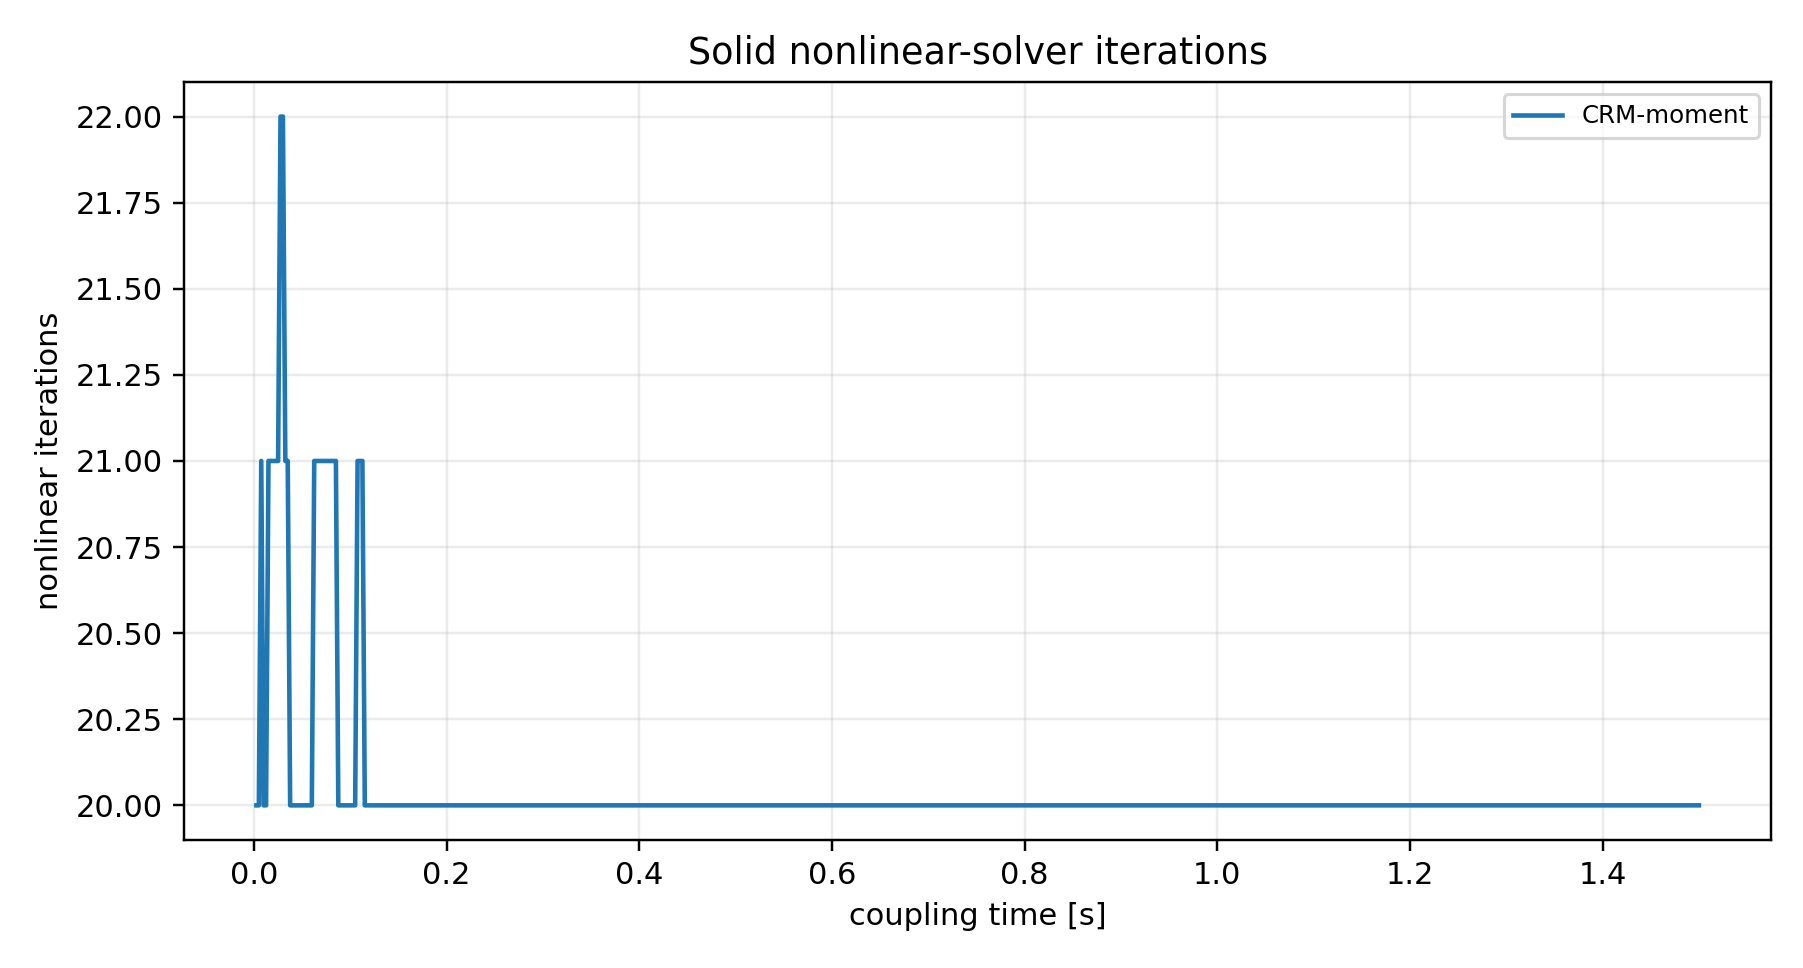 Solid nonlinear-solver iterations
CRM-moment
22.00
21.75
21.50
21.25
21.00
20.75
20.50
20.25
20.00
nonlinear iterations
0.0 0.2 0.4 0.6 0.8 1.0 1.2 1.4
coupling time [s]